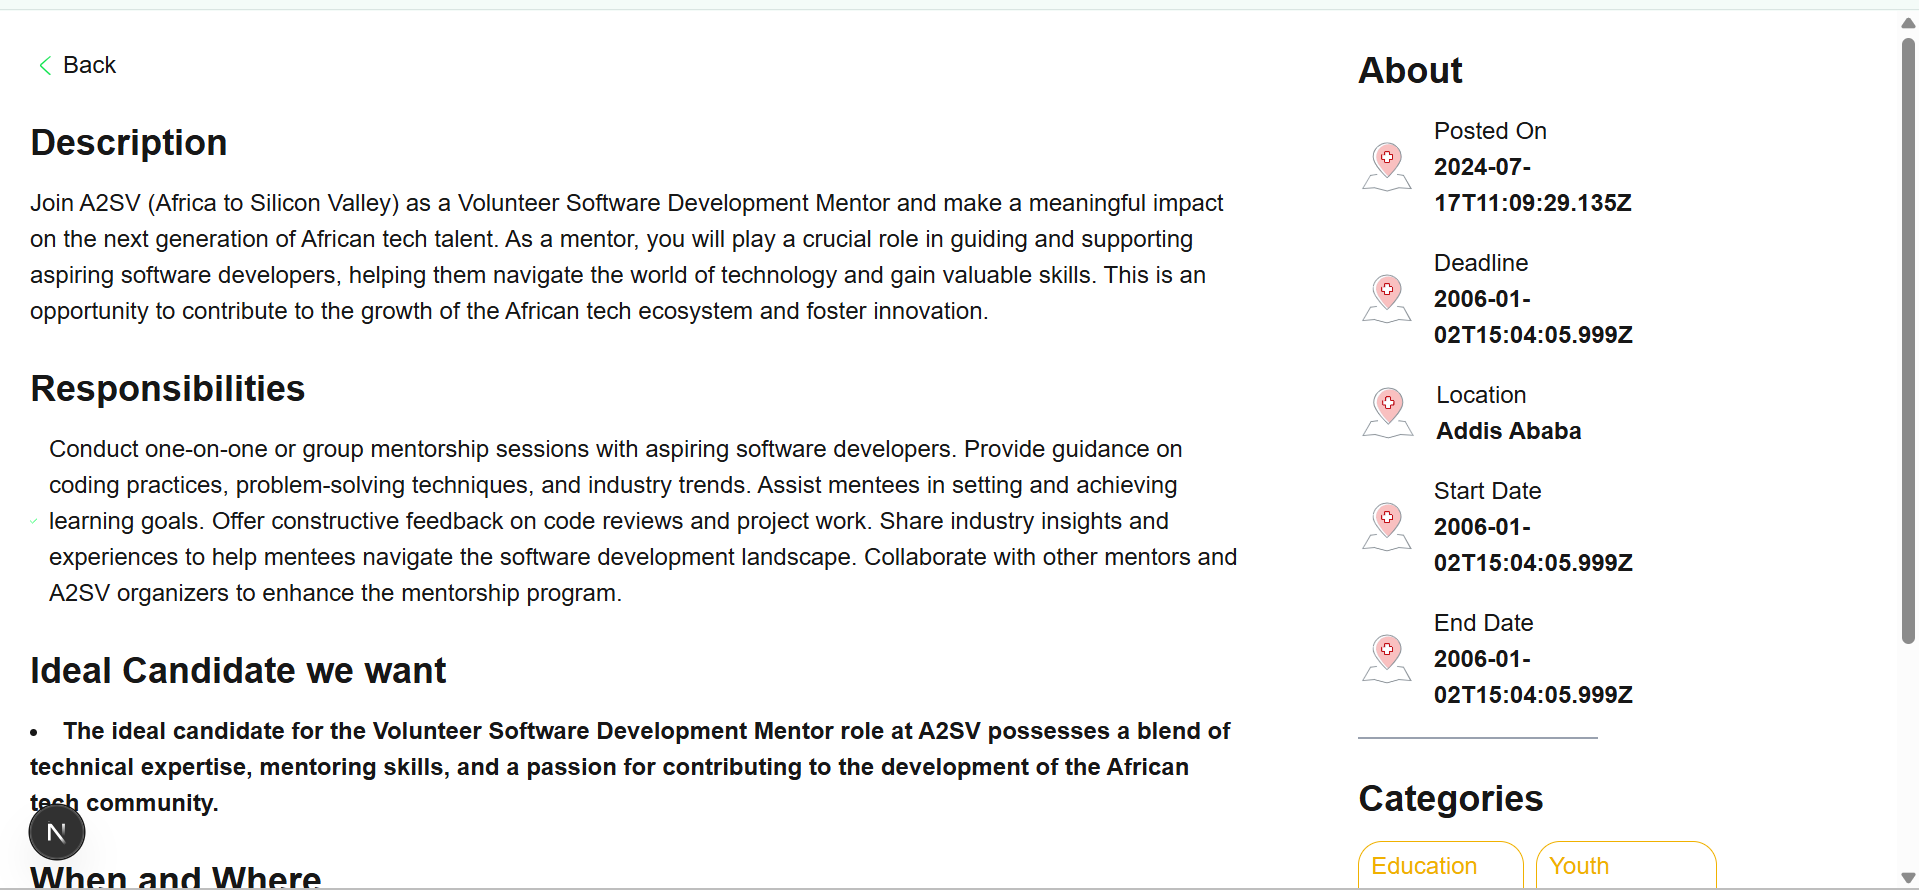 Back
Description
Join A2SV (Africa to Silicon Valley) as a Volunteer Software Development Mentor and make a meaningful impact
on the next generation of African tech talent. As a mentor, you will play a crucial role in guiding and supporting
aspiring software developers, helping them navigate the world of technology and gain valuable skills. This is an
opportunity to contribute to the growth of the African tech ecosystem and foster innovation.
Responsibilities
Conduct one-on-one or group mentorship sessions with aspiring software developers. Provide guidance on
coding practices, problem-solving techniques, and industry trends. Assist mentees in setting and achieving
learning goals. Offer constructive feedback on code reviews and project work. Share industry insights and
experiences to help mentees navigate the software development landscape. Collaborate with other mentors and
A2SV organizers to enhance the mentorship program.
Ideal Candidate we want
• The ideal candidate for the Volunteer Software Development Mentor role at A2SV possesses a blend of
technical expertise, mentoring skills, and a passion for contributing to the development of the African
tech community.
N
When and Where
About
Posted On
2024-07-
17T11:09:29.135Z
Deadline
2006-01-
02T15:04:05.999Z
Location
Addis Ababa
Start Date
2006-01-
02T15:04:05.999Z
End Date
2006-01-
02T15:04:05.999Z
Categories
Education
Youth